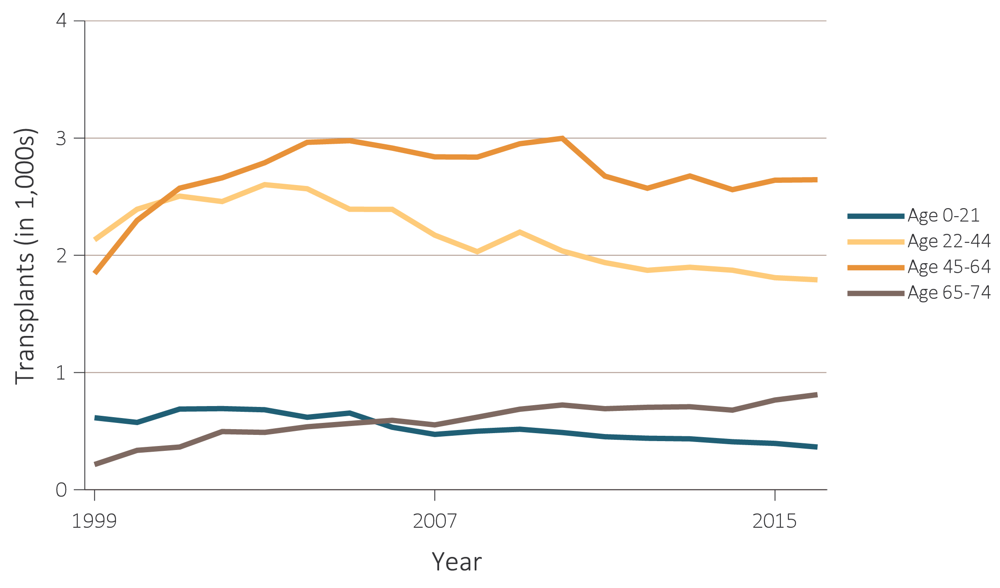 Transplants (in 1,000s)
4
3
2
1
0
1999
2007
2015
Year
Age 0-21
Age 22-44
Age 45-64
Age 65-74